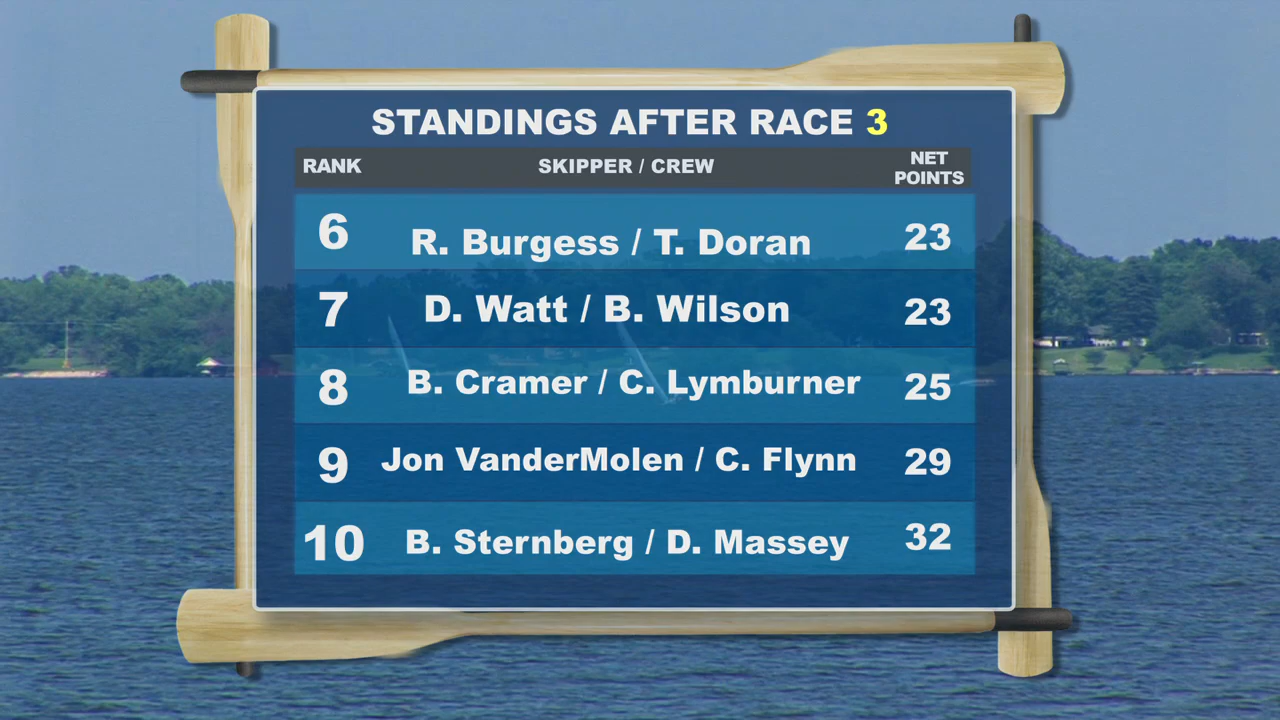 STANDINGS AFTER RACE 3
RANK SKIPPER / CREW NET POINTS
6 R. Burgess / T. Doran 23
7 D. Watt / B. Wilson 23
8 B. Cramer / C. Lymburner 25
9 Jon VanderMolen / C. Flynn 29
10 B. Sternberg / D. Massey 32